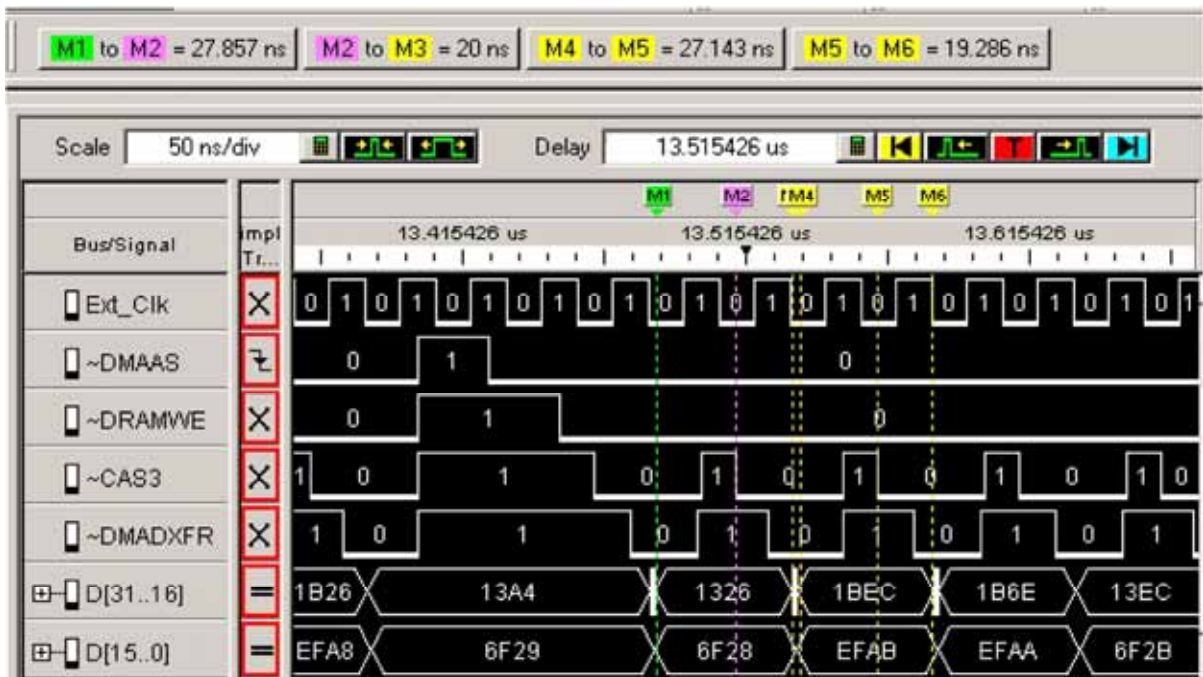 M1 to M2 = 27.857 ns M2 to M3 = 20 ns M4 to M5 = 27.143 ns M5 to M6 = 19.286 ns
Scale 50 ns/div Delay 13.515426 us T
M1 M2 M4 M5 M6
Bus/Signal impl Tr... 13.415426 us 13.515426 us 13.615426 us
Ext_Clk X 0 1 0 1 0 1 0 1 0 1 0 1 0 1 0 1 0 1 0 1 0 1 0 1 0 1
~DMAAS 0 1 0
~DRAMWE X 0 1 0
~CAS3 X 1 0 1 0 1 0 1 0 1 0 1 0
~DMADXFR X 1 0 1 0 1 0 1 0 1 0 1
D[31..16] = 1B26 13A4 1326 1BEC 1B6E 13EC
D[15..0] = EFA8 6F29 6F28 EFAB EFAA 6F2B